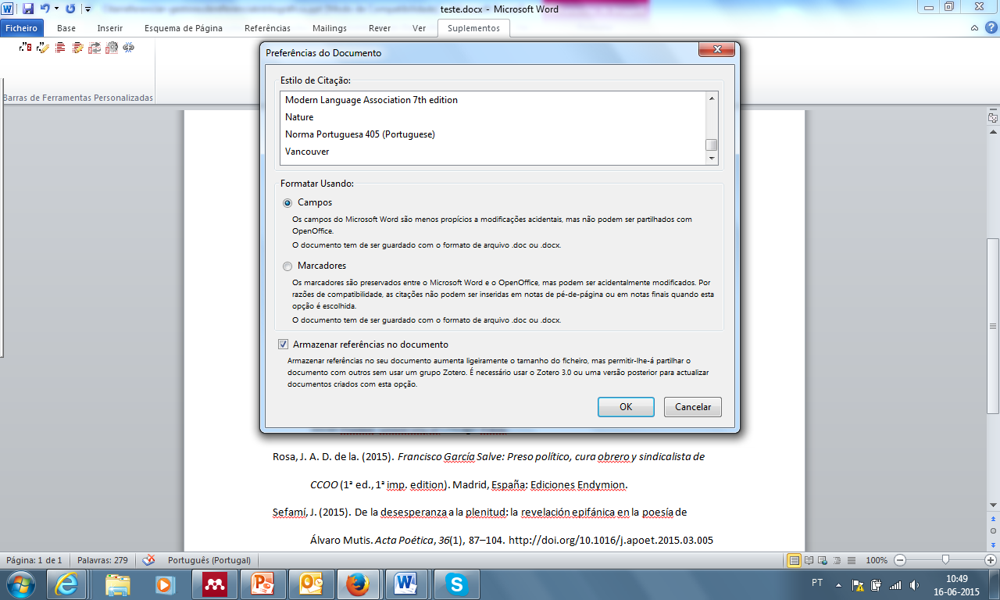 teste.docx - Microsoft Word
Ficheiro Base Inserir Esquema de Página Referências Mailings Rever Ver Suplementos
Barras de Ferramentas Personalizadas
Preferências do Documento
Estilo de Citação:
Modern Language Association 7th edition
Nature
Norma Portuguesa 405 (Portuguese)
Vancouver
Formatar Usando:
Campos
Os campos do Microsoft Word são menos propícios a modificações acidentais, mas não podem ser partilhados com
OpenOffice.
O documento tem de ser guardado com o formato de arquivo .doc ou .docx.
Marcadores
Os marcadores são preservados entre o Microsoft Word e o OpenOffice, mas podem ser acidentalmente modificados. Por
razões de compatibilidade, as citações não podem ser inseridas em notas de pé-de-página ou em notas finais quando esta
opção é escolhida.
O documento tem de ser guardado com o formato de arquivo .doc ou .docx.
Armazenar referências no documento
Armazenar referências no seu documento aumenta ligeiramente o tamanho do ficheiro, mas permitir-lhe-á partilhar o
documento com outros sem usar um grupo Zotero. É necessário usar o Zotero 3.0 ou uma versão posterior para actualizar
documentos criados com esta opção.
OK Cancelar
Rosa, J. A. D. de la. (2015). Francisco García Salve: Preso político, cura obrero y sindicalista de
CCOO (1ª ed., 1ª imp. edition). Madrid, España: Ediciones Endymion.
Sefamí, J. (2015). De la desesperanza a la plenitud: la revelación epifánica en la poesía de
Álvaro Mutis. Acta Poética, 36(1), 87–104. http://doi.org/10.1016/j.apoet.2015.03.005
Página: 1 de 1 Palavras: 279 Português (Portugal) 100%
PT 10:49
16-06-2015